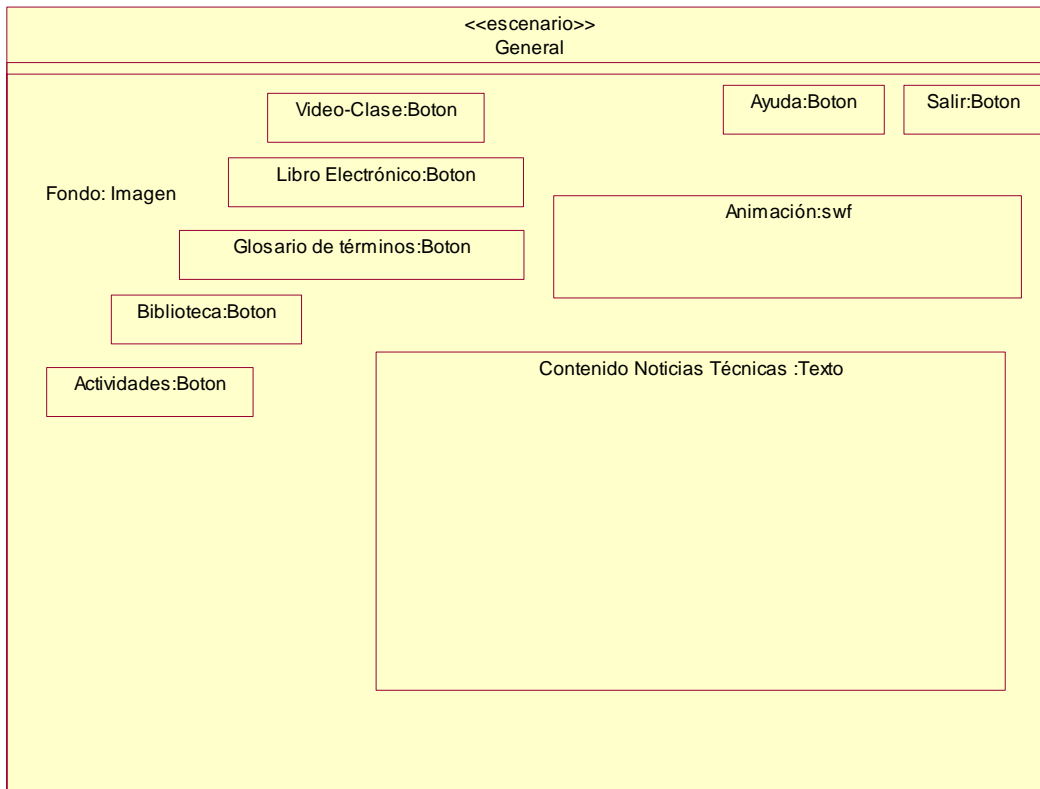 <<escenario>>
General
Video-Clase:Boton
Ayuda:Boton
Salir:Boton
Libro Electrónico:Boton
Fondo: Imagen
Animación:swf
Glosario de términos:Boton
Biblioteca:Boton
Contenido Noticias Técnicas :Texto
Actividades:Boton